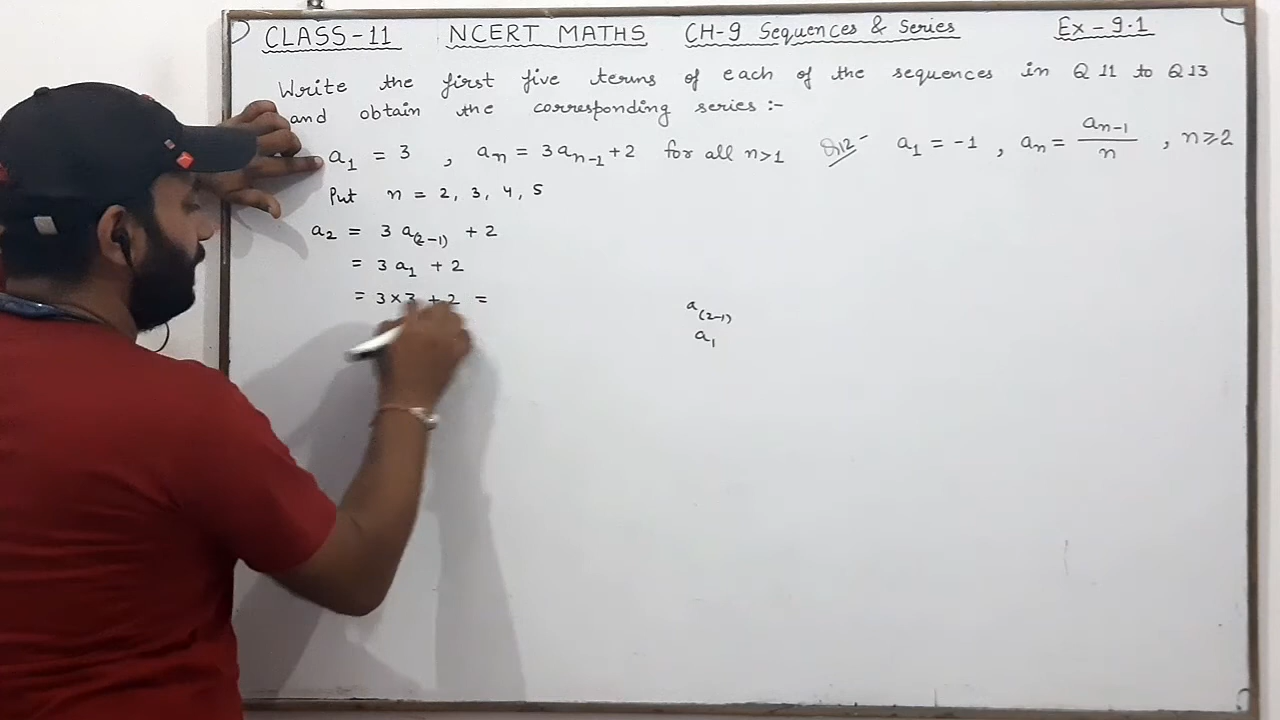 CLASS-11 NCERT MATHS CH-9 Sequences & Series Ex-9.1
Write the first five terms of each of the sequences in Q 11 to Q 13
and obtain the corresponding series :-
a₁ = 3 , aₙ = 3aₙ₋₁ + 2 for all n>1 Q.12 a₁ = -1 , aₙ = aₙ₋₁/n , n≥2
Put n = 2, 3, 4, 5
a₂ = 3 a₍₂₋₁₎ + 2
= 3 a₁ + 2
= 3×3 + 2 =
a₍₂₋₁₎
a₁